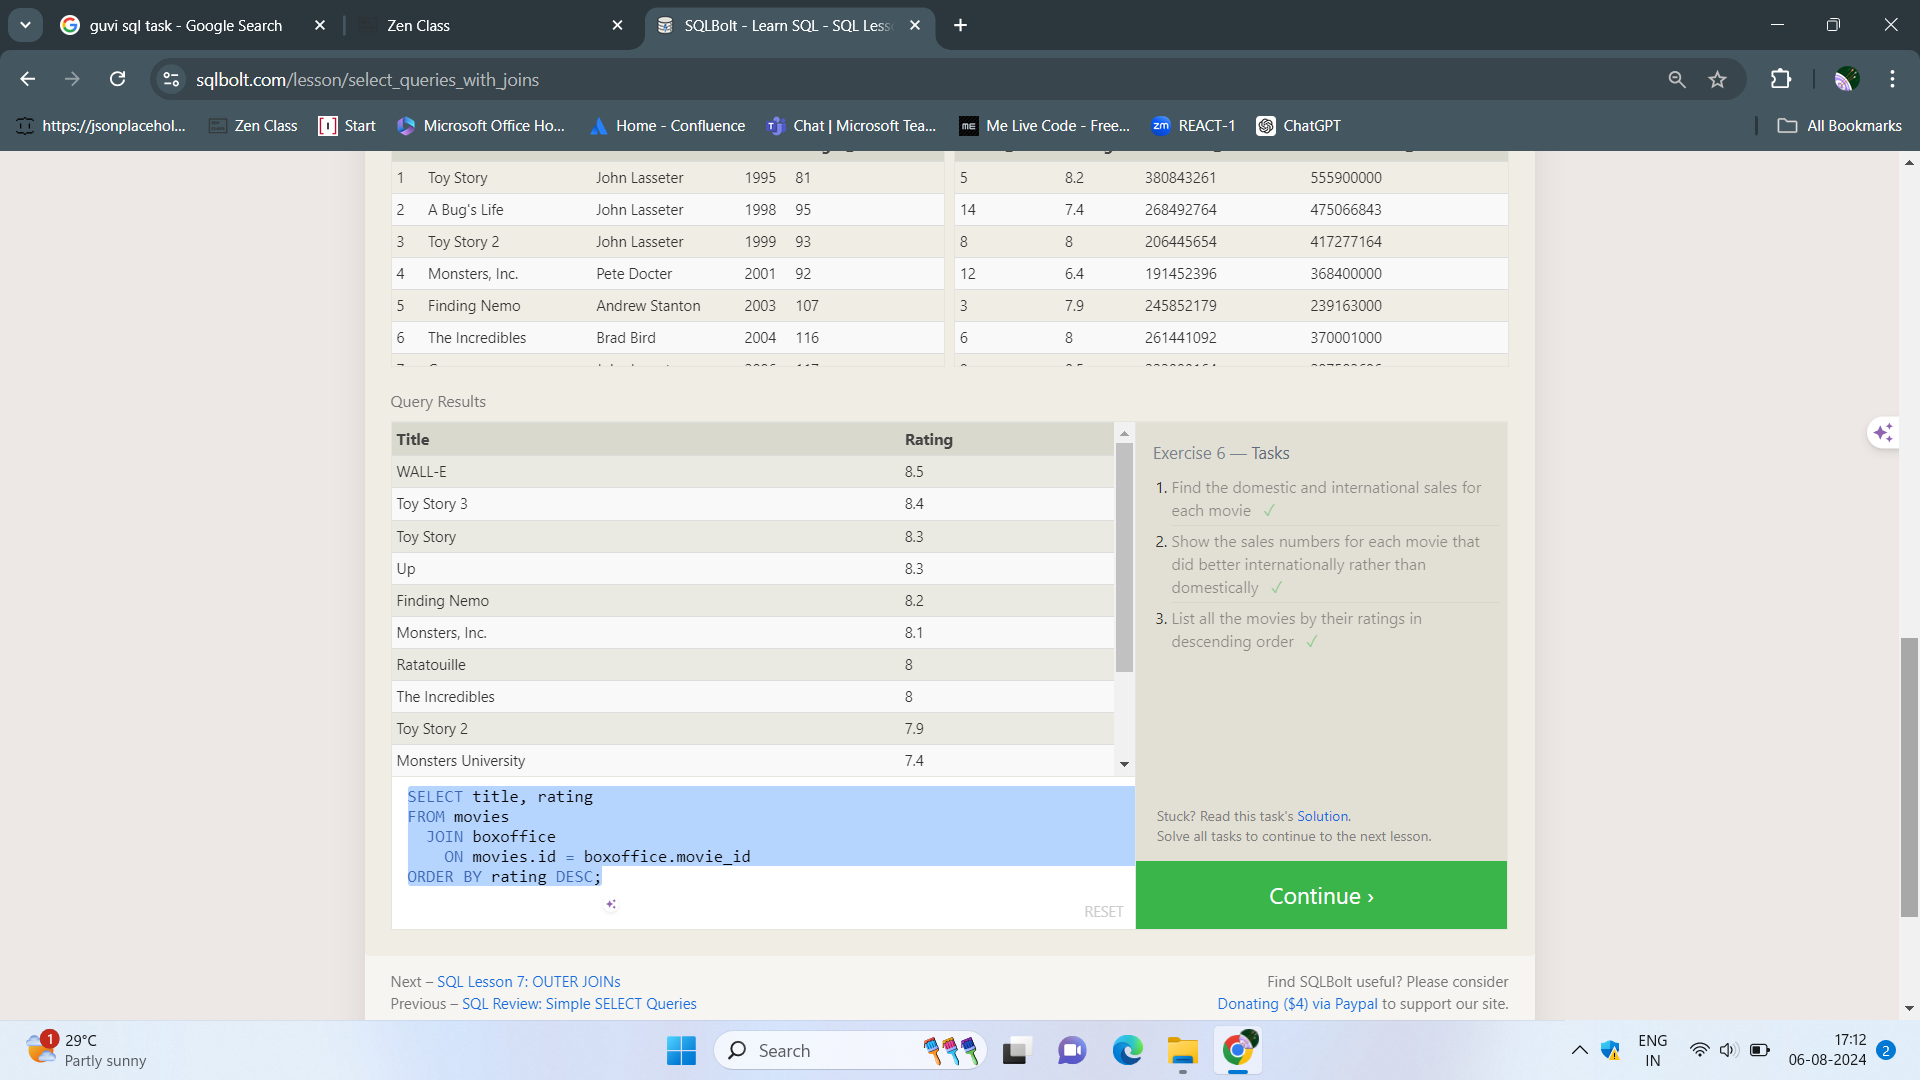 guvi sql task - Google Search
Zen Class
SQLBolt - Learn SQL - SQL Less
sqlbolt.com/lesson/select_queries_with_joins
https://jsonplacehol...
Zen Class
Start
Microsoft Office Ho...
Home - Confluence
Chat | Microsoft Tea...
Me Live Code - Free...
REACT-1
ChatGPT
All Bookmarks
1 Toy Story John Lasseter 1995 81
2 A Bug's Life John Lasseter 1998 95
3 Toy Story 2 John Lasseter 1999 93
4 Monsters, Inc. Pete Docter 2001 92
5 Finding Nemo Andrew Stanton 2003 107
6 The Incredibles Brad Bird 2004 116
5 8.2 380843261 555900000
14 7.4 268492764 475066843
8 8 206445654 417277164
12 6.4 191452396 368400000
3 7.9 245852179 239163000
6 8 261441092 370001000
Query Results
Title Rating
WALL-E 8.5
Toy Story 3 8.4
Toy Story 8.3
Up 8.3
Finding Nemo 8.2
Monsters, Inc. 8.1
Ratatouille 8
The Incredibles 8
Toy Story 2 7.9
Monsters University 7.4
SELECT title, rating
FROM movies
JOIN boxoffice
ON movies.id = boxoffice.movie_id
ORDER BY rating DESC;
RESET
Exercise 6 — Tasks
1. Find the domestic and international sales for
each movie ✓
2. Show the sales numbers for each movie that
did better internationally rather than
domestically ✓
3. List all the movies by their ratings in
descending order ✓
Stuck? Read this task's Solution.
Solve all tasks to continue to the next lesson.
Continue ›
Next – SQL Lesson 7: OUTER JOINs
Previous – SQL Review: Simple SELECT Queries
Find SQLBolt useful? Please consider
Donating ($4) via Paypal to support our site.
1
29°C
Partly sunny
Search
ENG
IN
17:12
06-08-2024
2